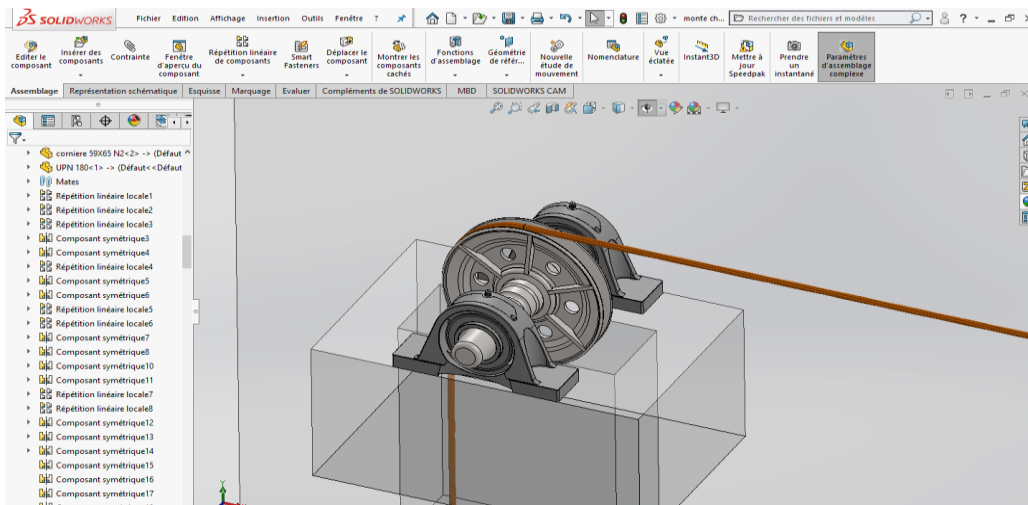 SOLIDWORKS Fichier Edition Affichage Insertion Outils Fenêtre ? monte ch... Rechercher des fichiers et modèles ?
Editer le composant
Insérer des composants
Contrainte
Fenêtre d'aperçu du composant
Répétition linéaire de composants
Smart Fasteners
Déplacer le composant
Montrer les composants cachés
Fonctions d'assemblage
Géométrie de référ...
Nouvelle étude de mouvement
Nomenclature
Vue éclatée
Instant3D
Mettre à jour Speedpak
Prendre un instantané
Paramètres d'assemblage complexe
Assemblage Représentation schématique Esquisse Marquage Evaluer Compléments de SOLIDWORKS MBD SOLIDWORKS CAM
corniere 59X65 N2<2> -> (Défaut
UPN 180<1> -> (Défaut<<Défaut
Mates
Répétition linéaire locale1
Répétition linéaire locale2
Répétition linéaire locale3
Composant symétrique3
Composant symétrique4
Répétition linéaire locale4
Composant symétrique5
Composant symétrique6
Répétition linéaire locale5
Répétition linéaire locale6
Composant symétrique7
Composant symétrique8
Composant symétrique10
Composant symétrique11
Répétition linéaire locale7
Répétition linéaire locale8
Composant symétrique12
Composant symétrique13
Composant symétrique14
Composant symétrique15
Composant symétrique16
Composant symétrique17
Y